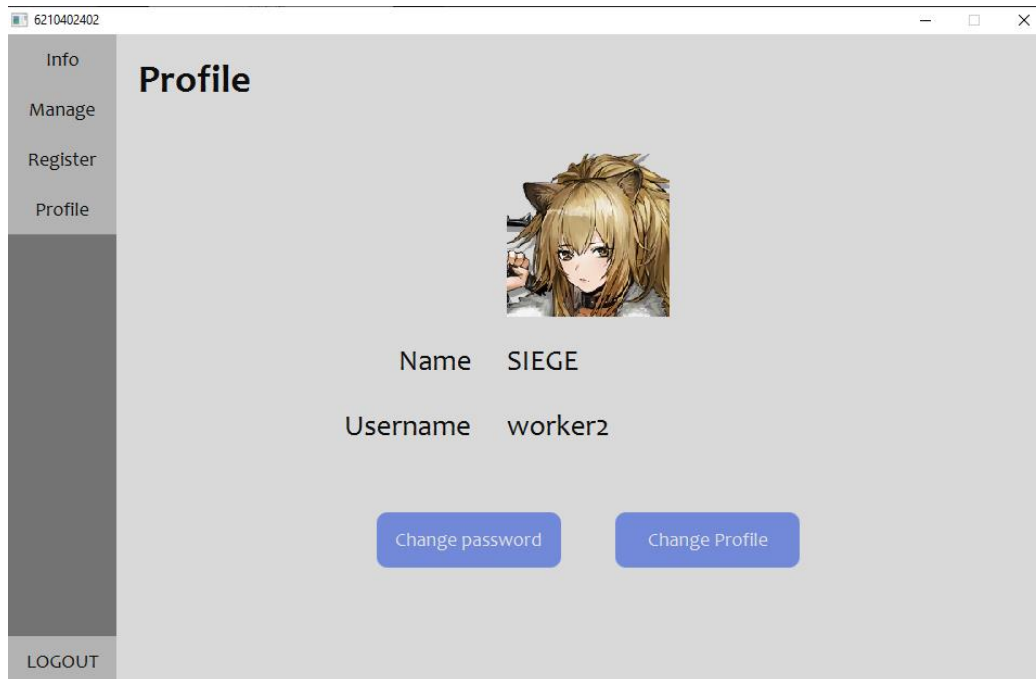 6210402402
Info
Manage
Register
Profile
LOGOUT
Profile
Name SIEGE
Username worker2
Change password Change Profile